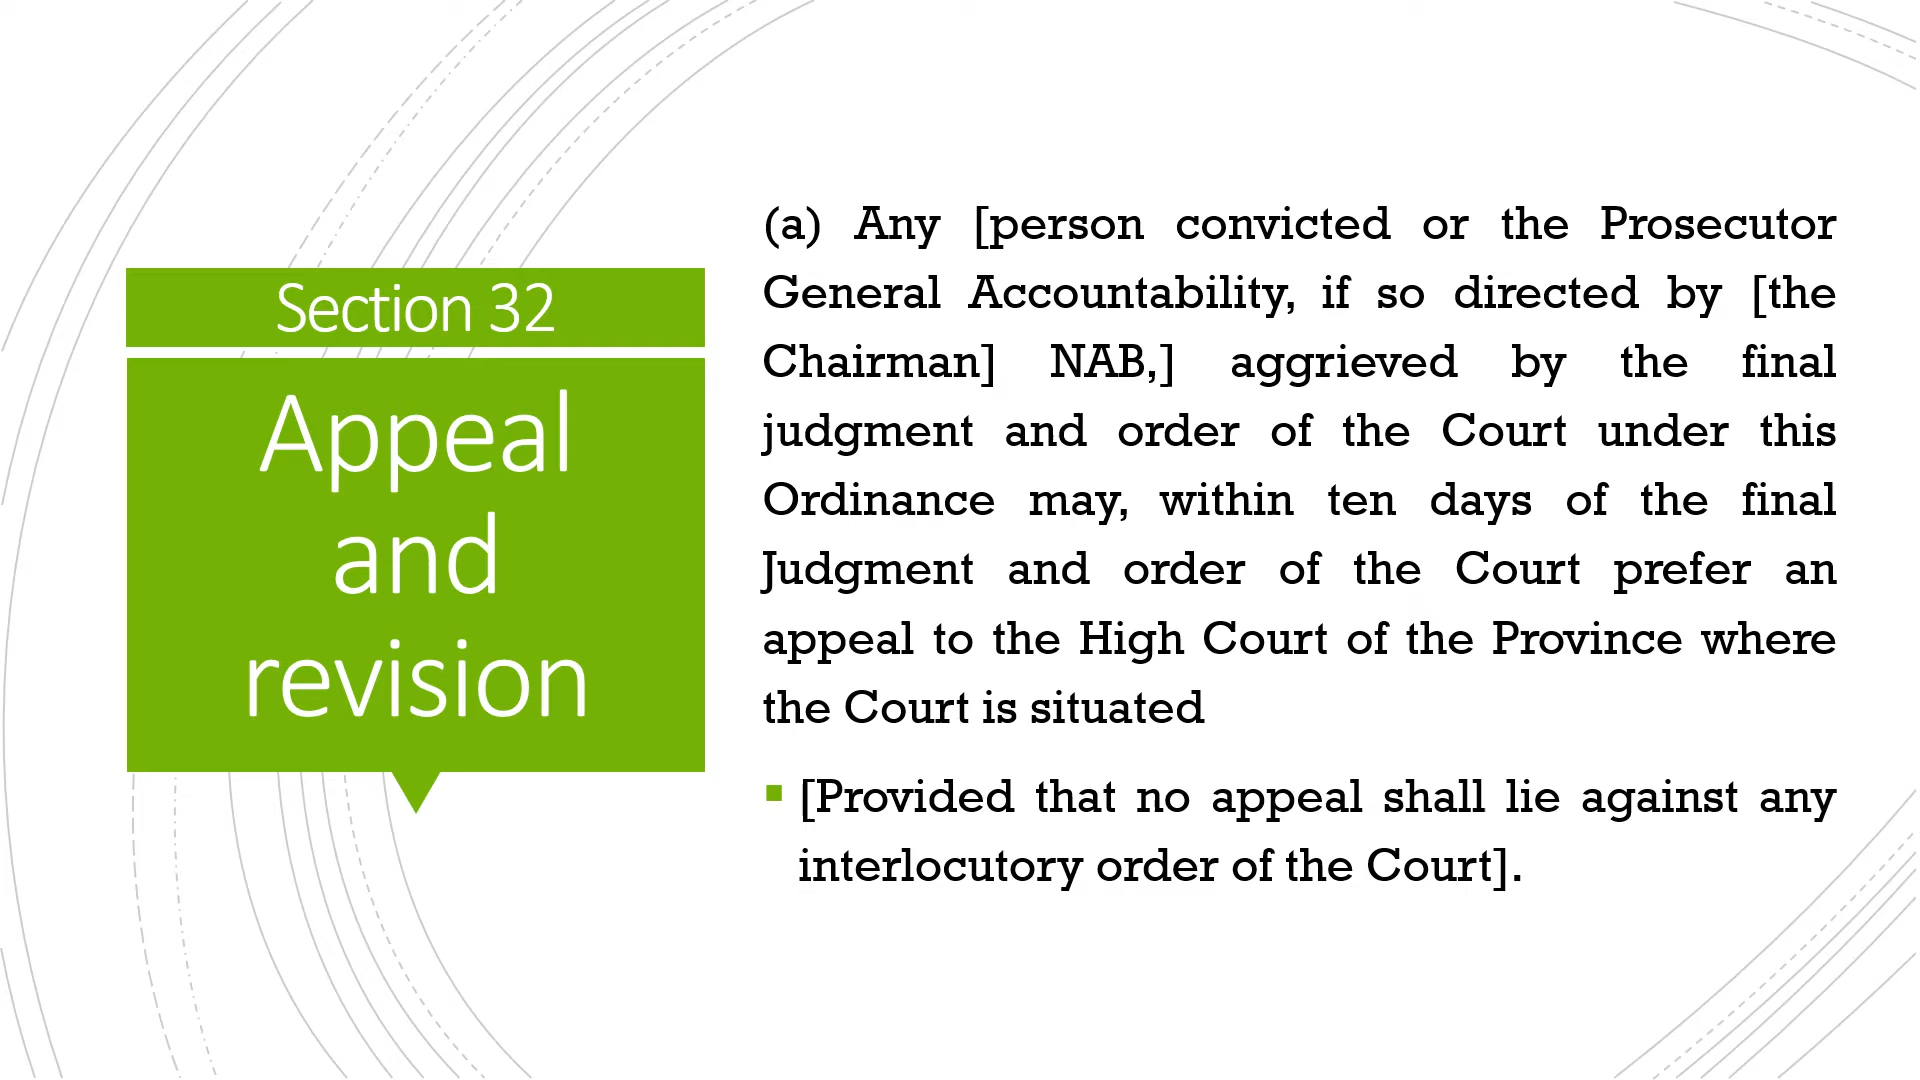 Section 32
Appeal
and
revision
(a) Any [person convicted or the Prosecutor
General Accountability, if so directed by [the
Chairman] NAB,] aggrieved by the final
judgment and order of the Court under this
Ordinance may, within ten days of the final
Judgment and order of the Court prefer an
appeal to the High Court of the Province where
the Court is situated
[Provided that no appeal shall lie against any
interlocutory order of the Court].